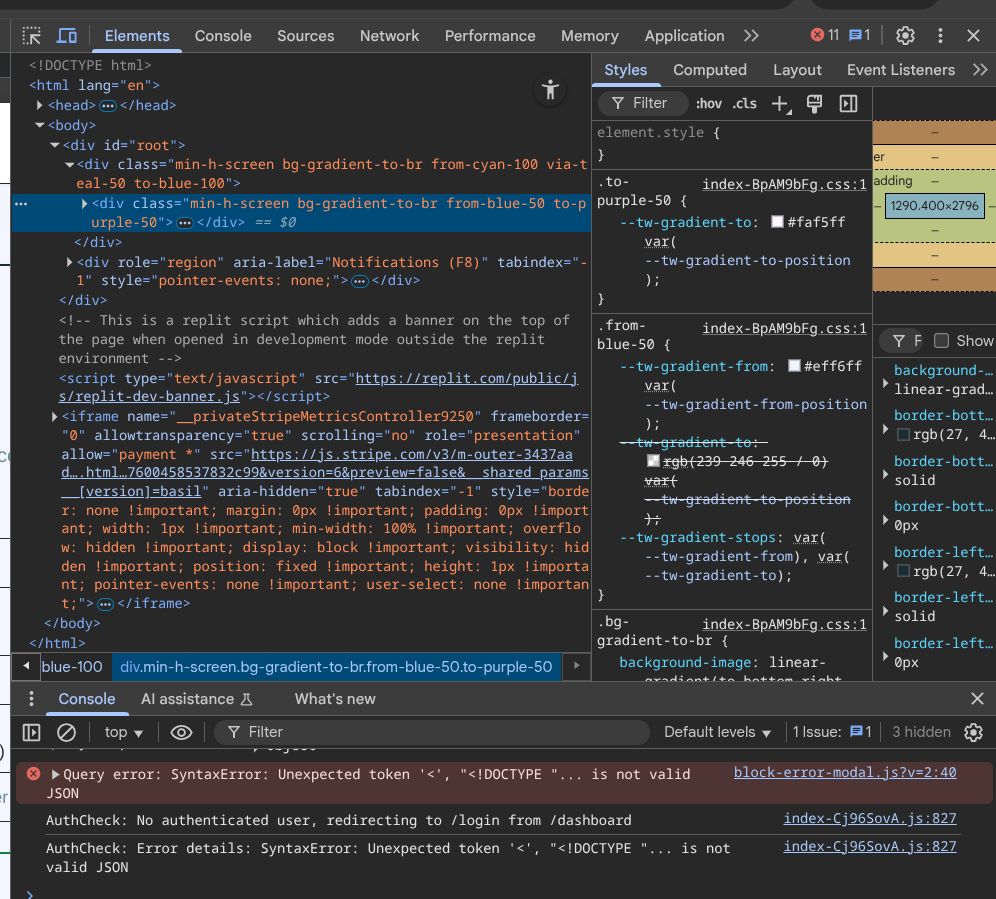 Elements Console Sources Network Performance Memory Application 11 1
<!DOCTYPE html>
<html lang="en">
<head> ... </head>
<body>
<div id="root">
<div class="min-h-screen bg-gradient-to-br from-cyan-100 via-t
eal-50 to-blue-100">
<div class="min-h-screen bg-gradient-to-br from-blue-50 to-p
urple-50"> ... </div> == $0
</div>
<div role="region" aria-label="Notifications (F8)" tabindex="-
1" style="pointer-events: none;"> ... </div>
</div>
<!-- This is a replit script which adds a banner on the top of
the page when opened in development mode outside the replit
environment -->
<script type="text/javascript" src="https://replit.com/public/j
s/replit-dev-banner.js"></script>
<iframe name="__privateStripeMetricsController9250" frameborder=
"0" allowtransparency="true" scrolling="no" role="presentation"
allow="payment *" src="https://js.stripe.com/v3/m-outer-3437aa
d….html…7600458537832c99&version=6&preview=false&__shared_params
__[version]=basil" aria-hidden="true" tabindex="-1" style="borde
r: none !important; margin: 0px !important; padding: 0px !import
ant; width: 1px !important; min-width: 100% !important; overflo
w: hidden !important; display: block !important; visibility: hid
den !important; position: fixed !important; height: 1px !importa
nt; pointer-events: none !important; user-select: none !importan
t;"> ... </iframe>
</body>
</html>
blue-100 div.min-h-screen.bg-gradient-to-br.from-blue-50.to-purple-50
Styles Computed Layout Event Listeners
Filter :hov .cls
element.style {
}
.to- index-BpAM9bFg.css:1
purple-50 {
--tw-gradient-to: #faf5ff
var(
--tw-gradient-to-position
);
}
.from- index-BpAM9bFg.css:1
blue-50 {
--tw-gradient-from: #eff6ff
var(
--tw-gradient-from-position
);
--tw-gradient-to:
rgb(239 246 255 / 0)
var(
--tw-gradient-to-position
);
--tw-gradient-stops: var(
--tw-gradient-from), var(
--tw-gradient-to);
}
.bg- index-BpAM9bFg.css:1
gradient-to-br {
background-image: linear-
gradient(to bottom right
–
er –
adding –
– 1290.400×2796 –
–
–
–
F Show
background-…
linear-grad…
border-bott…
rgb(27, 4…
border-bott…
solid
border-bott…
0px
border-left…
rgb(27, 4…
border-left…
solid
border-left…
0px
Console AI assistance What's new
top Filter Default levels 1 Issue: 1 3 hidden
Query error: SyntaxError: Unexpected token '<', "<!DOCTYPE "... is not valid block-error-modal.js?v=2:40
JSON
AuthCheck: No authenticated user, redirecting to /login from /dashboard index-Cj96SovA.js:827
AuthCheck: Error details: SyntaxError: Unexpected token '<', "<!DOCTYPE "... is not index-Cj96SovA.js:827
valid JSON